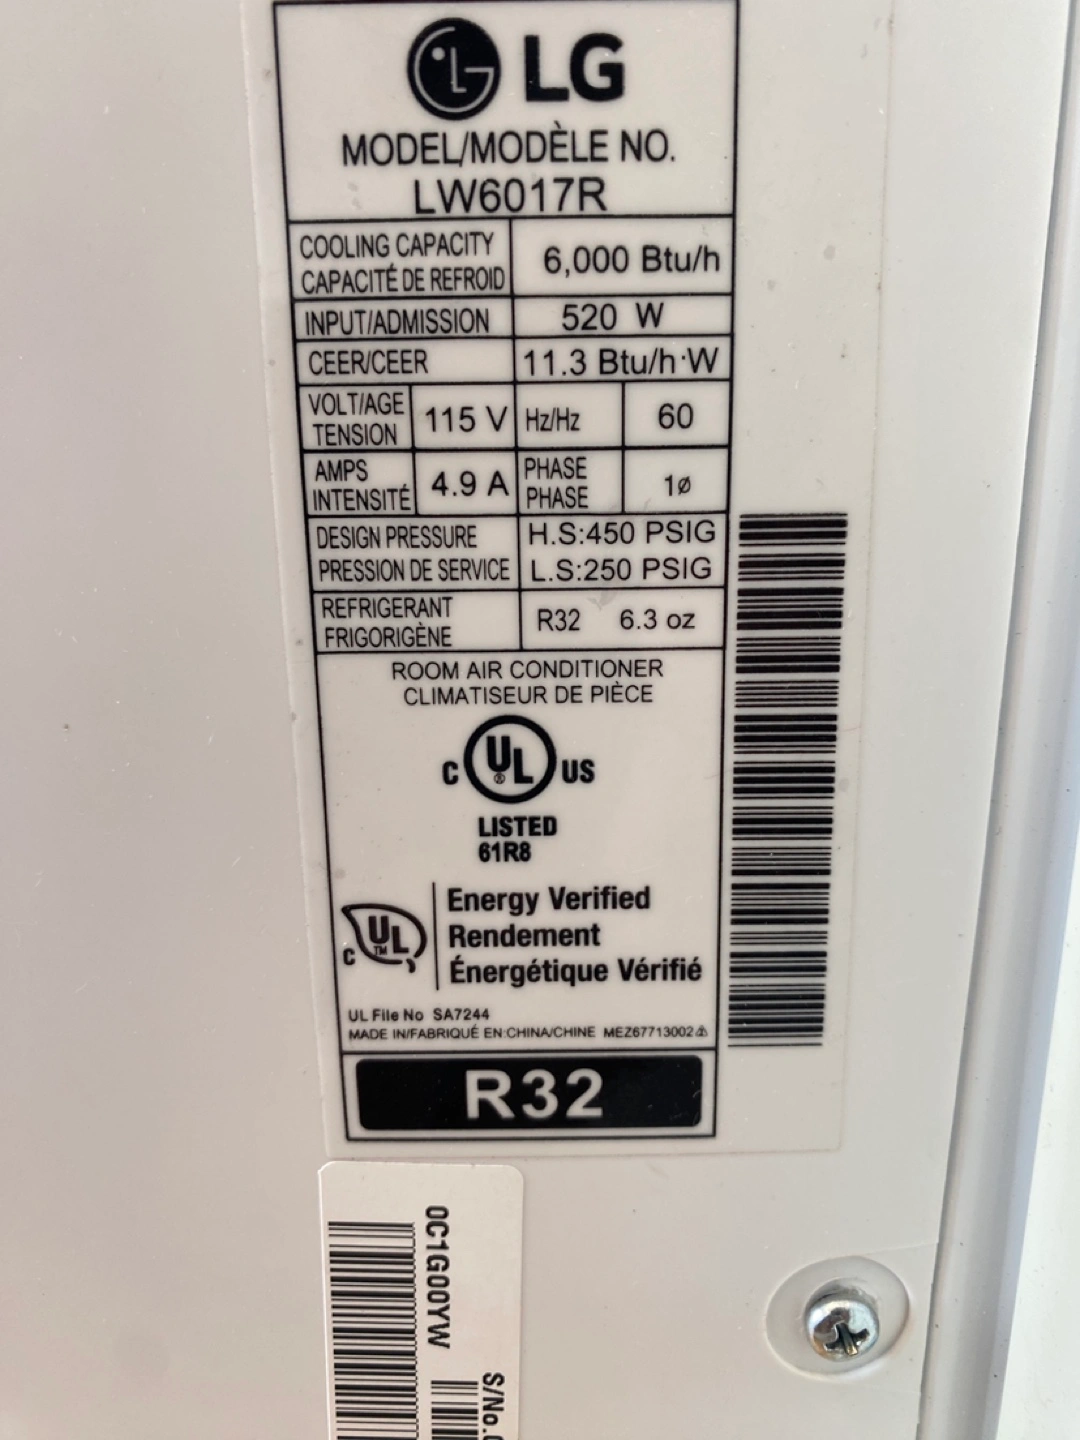 LG
MODEL/MODÈLE NO.
LW6017R
COOLING CAPACITY
CAPACITÉ DE REFROID
6,000 Btu/h
INPUT/ADMISSION
520 W
CEER/CEER
11.3 Btu/h·W
VOLT/AGE
TENSION
115 V
Hz/Hz
60
AMPS
INTENSITÉ
4.9 A
PHASE
PHASE
1ø
DESIGN PRESSURE
PRESSION DE SERVICE
H.S:450 PSIG
L.S:250 PSIG
REFRIGERANT
FRIGORIGÈNE
R32 6.3 oz
ROOM AIR CONDITIONER
CLIMATISEUR DE PIÈCE
C UL ® US
LISTED
61R8
C UL ™
Energy Verified
Rendement
Énergétique Vérifié
UL File No SA7244
MADE IN/FABRIQUÉ EN:CHINA/CHINE MEZ67713002
R32
0C1G00YW
S/No.